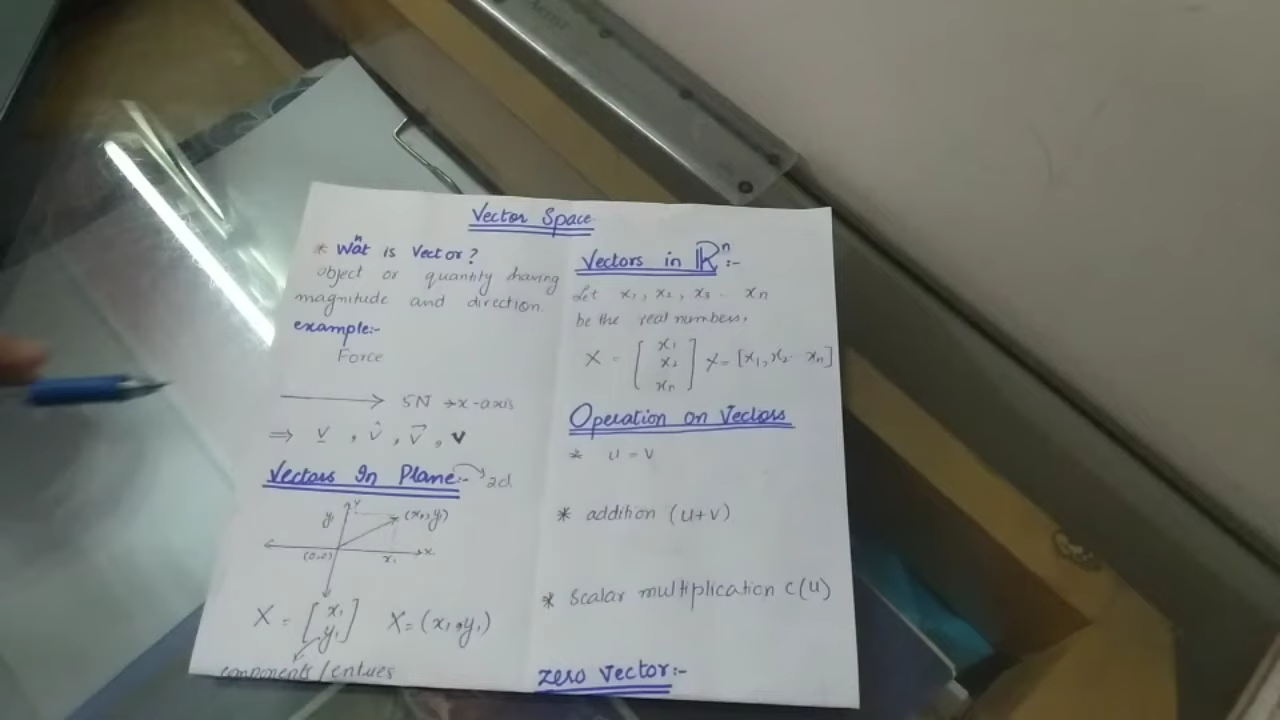 Vector Space
* Wat is Vector?
object or quantity having
magnitude and direction.
example:-
Force
→ 5N → x-axis
⇒ v , v̂ , v⃗ , v
Vectors In Plane:- 2d
y
y₁ (x₁, y₁)
(0,0) x₁ x
X = [x₁ y₁] X = (x₁, y₁)
components/entries
Vectors in ℝⁿ:-
Let x₁, x₂, x₃ - xₙ
be the real numbers,
X = [x₁ x₂ xₙ] X = [x₁, x₂ - xₙ]
Operation on Vectors
* u = v
* addition (u+v)
* scalar multiplication c(u)
zero vector:-